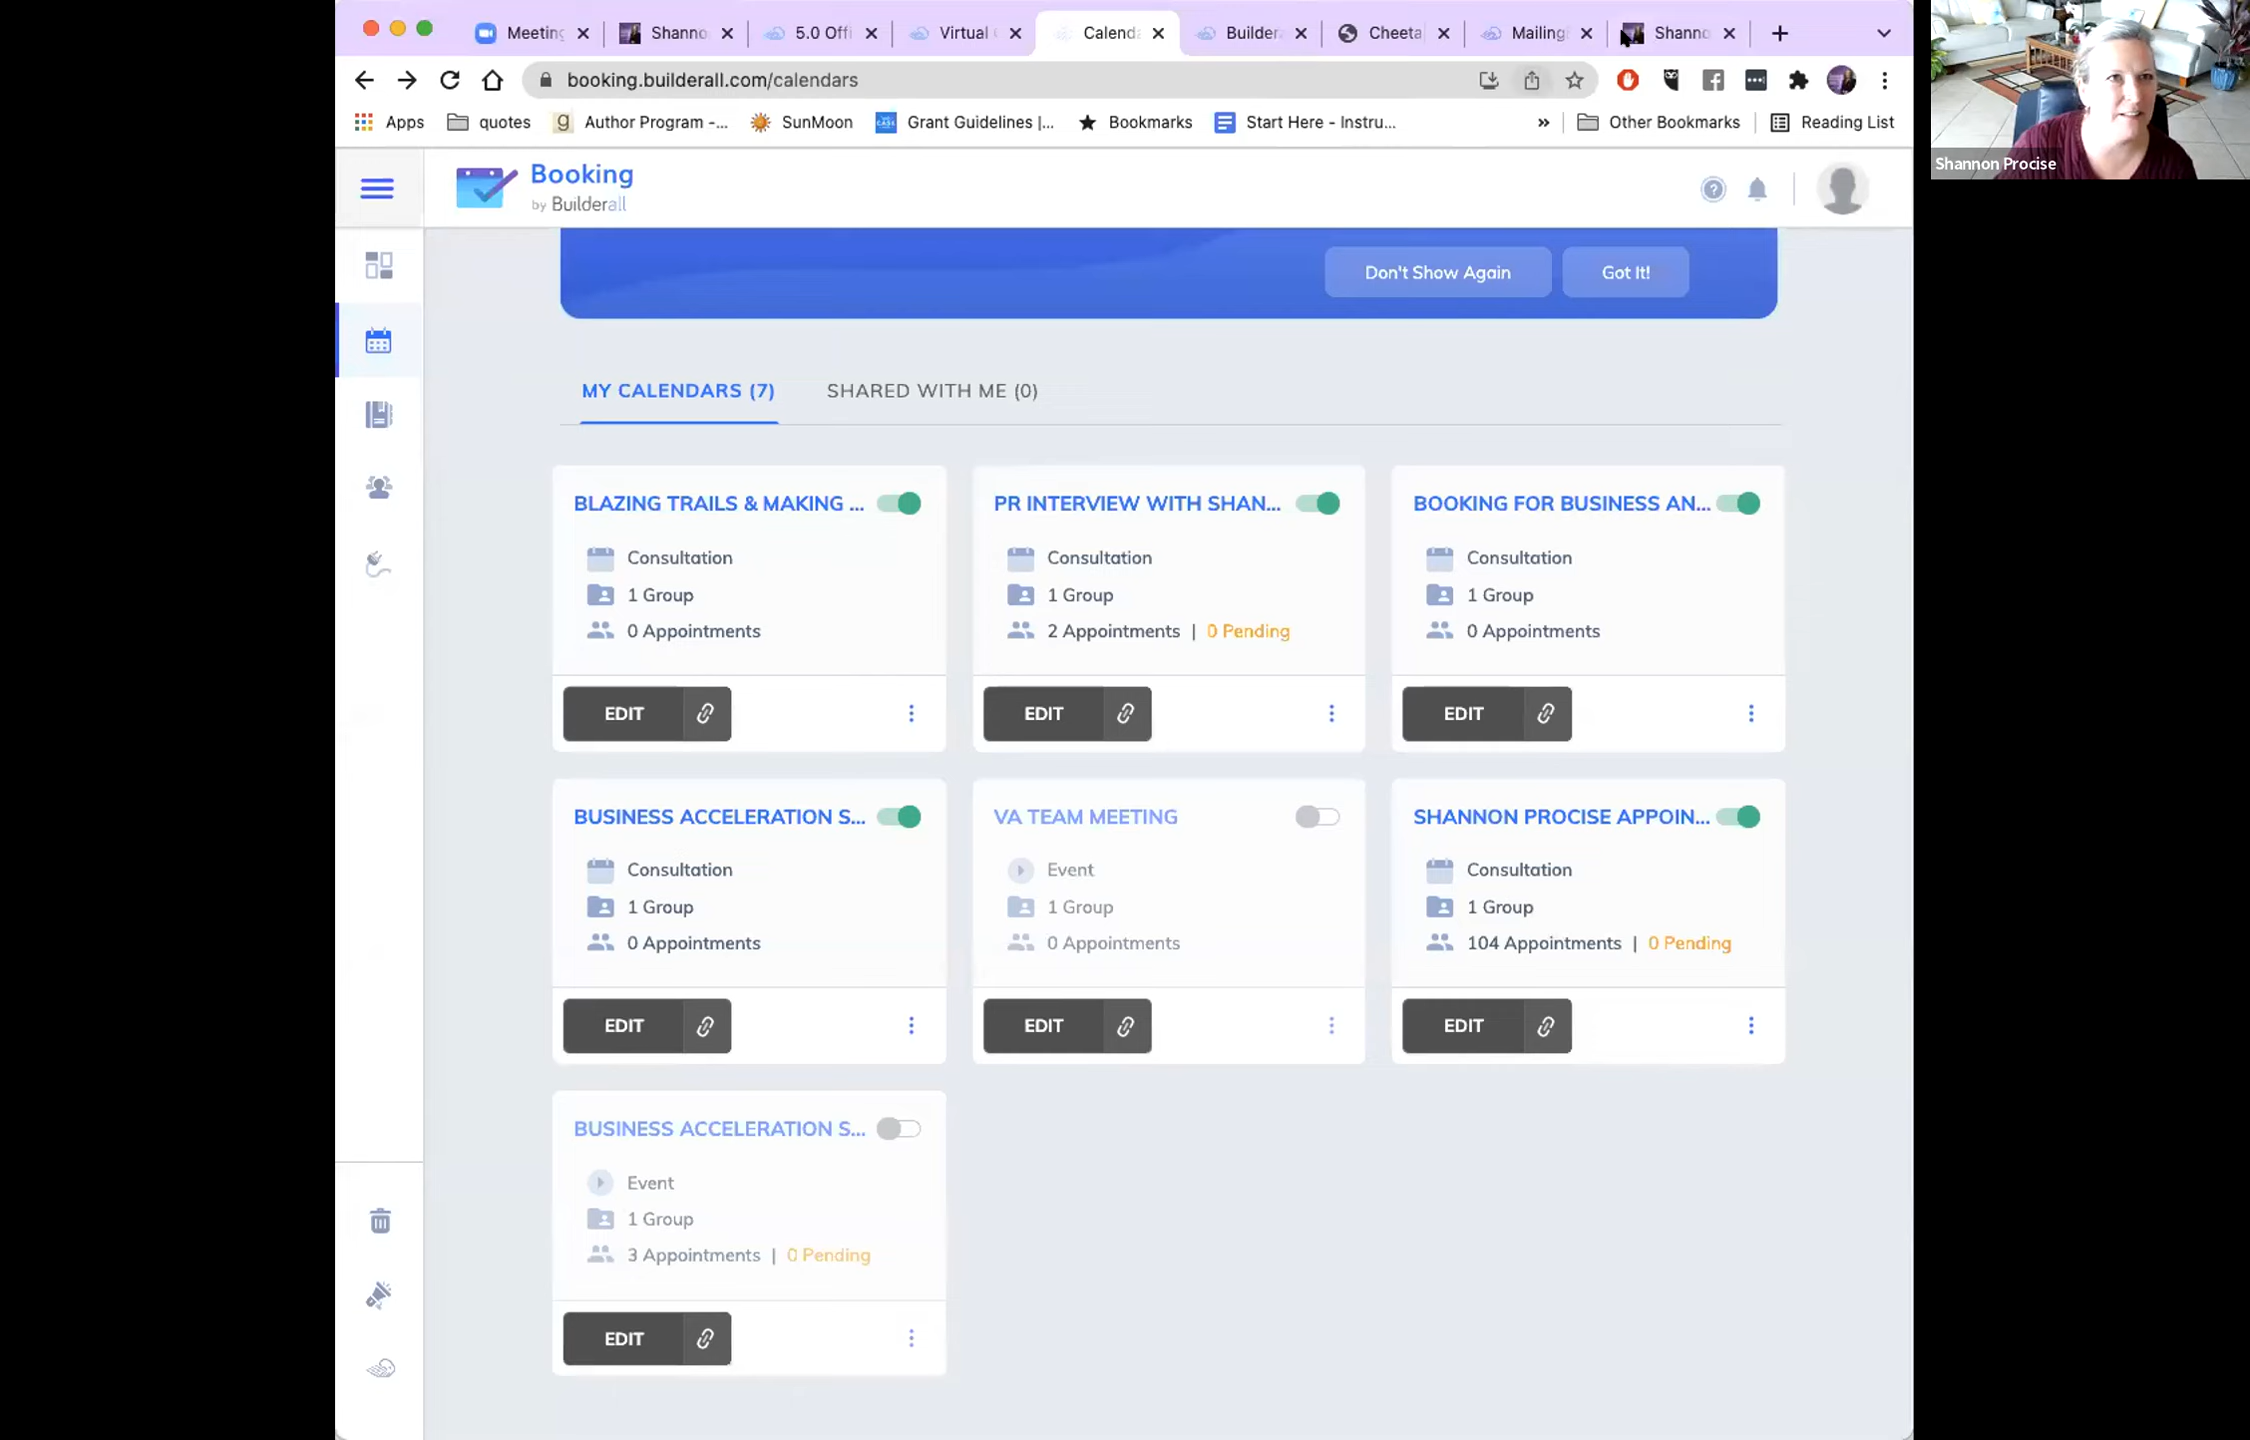 Meeting
Shanno
5.0 Offi
Virtual
Calenda
Builder
Cheeta
Mailing
Shanno
booking.builderall.com/calendars
Apps
quotes
Author Program -...
SunMoon
Grant Guidelines |...
Bookmarks
Start Here - Instru...
»
Other Bookmarks
Reading List
Shannon Procise
Booking
by Builderall
Don't Show Again
Got It!
MY CALENDARS (7)
SHARED WITH ME (0)
BLAZING TRAILS & MAKING ...
Consultation
1 Group
0 Appointments
EDIT
PR INTERVIEW WITH SHAN...
Consultation
1 Group
2 Appointments | 0 Pending
EDIT
BOOKING FOR BUSINESS AN...
Consultation
1 Group
0 Appointments
EDIT
BUSINESS ACCELERATION S...
Consultation
1 Group
0 Appointments
EDIT
VA TEAM MEETING
Event
1 Group
0 Appointments
EDIT
SHANNON PROCISE APPOIN...
Consultation
1 Group
104 Appointments | 0 Pending
EDIT
BUSINESS ACCELERATION S...
Event
1 Group
3 Appointments | 0 Pending
EDIT